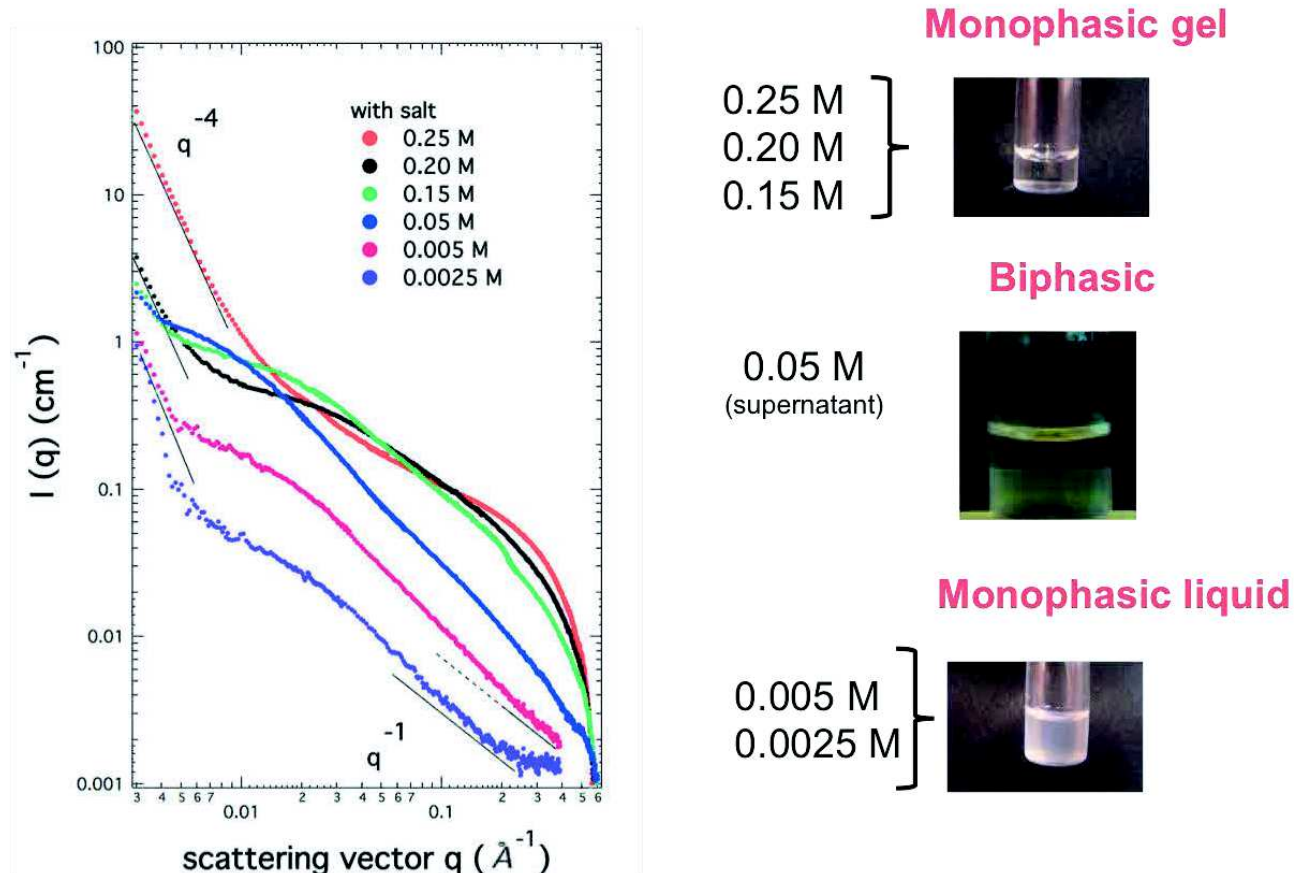 100
10
1
0.1
0.01
0.001
I (q) (cm⁻¹)
q⁻⁴
with salt
0.25 M
0.20 M
0.15 M
0.05 M
0.005 M
0.0025 M
q⁻¹
3 4 5 6 7 2 3 4 5 6 7 2 3 4 5 6
0.01 0.1
scattering vector q ( Å⁻¹)
Monophasic gel
0.25 M
0.20 M
0.15 M
Biphasic
0.05 M
(supernatant)
Monophasic liquid
0.005 M
0.0025 M